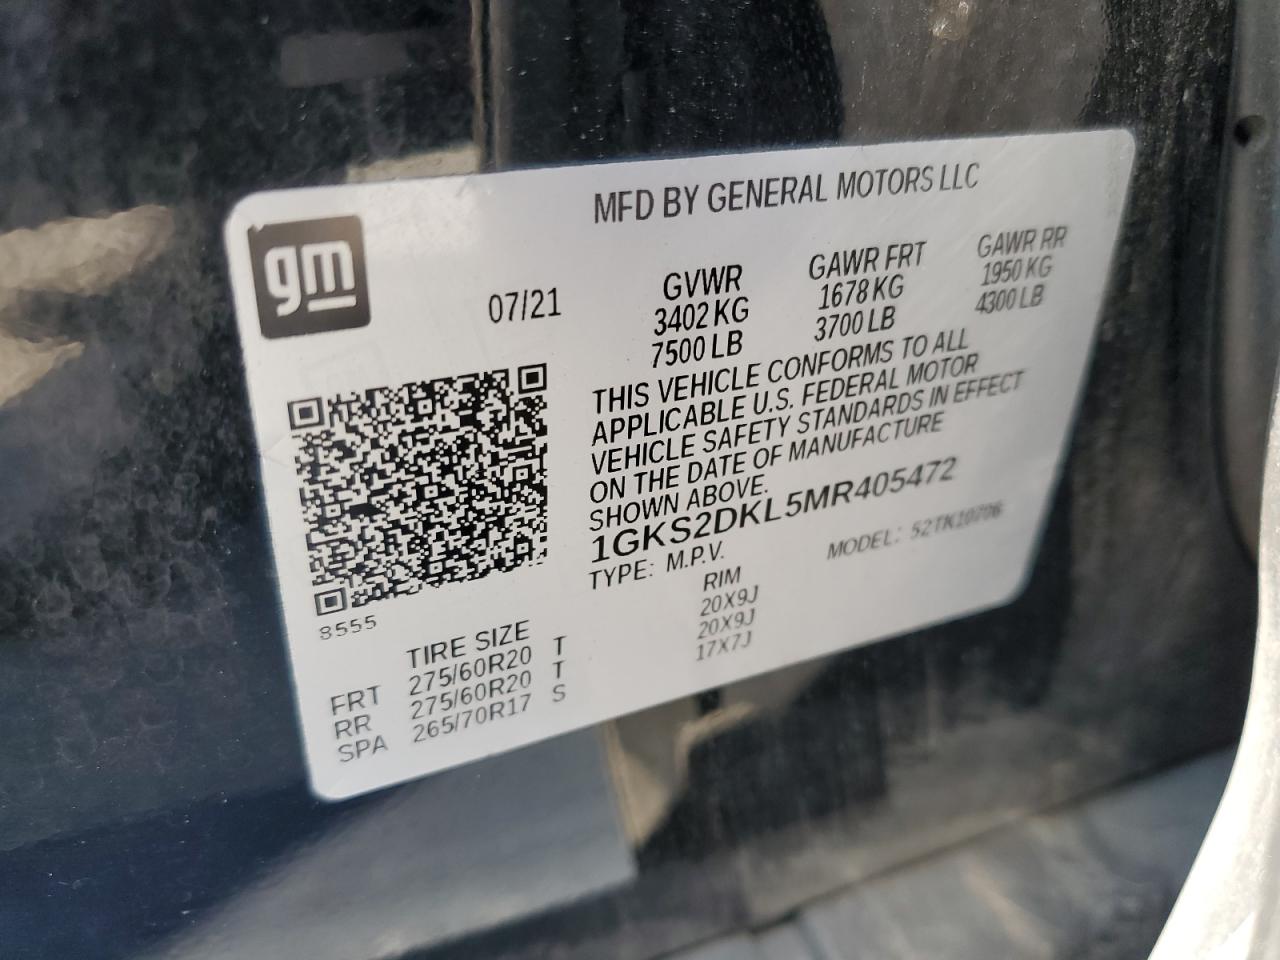 MFD BY GENERAL MOTORS LLC
gm
07/21
GVWR GAWR FRT GAWR RR
3402 KG 1678 KG 1950 KG
7500 LB 3700 LB 4300 LB
THIS VEHICLE CONFORMS TO ALL
APPLICABLE U.S. FEDERAL MOTOR
VEHICLE SAFETY STANDARDS IN EFFECT
ON THE DATE OF MANUFACTURE
SHOWN ABOVE.
1GKS2DKL5MR405472
TYPE: M.P.V. MODEL: 52TK10706
8555
TIRE SIZE RIM
FRT 275/60R20 T 20X9J
RR 275/60R20 T 20X9J
SPA 265/70R17 S 17X7J